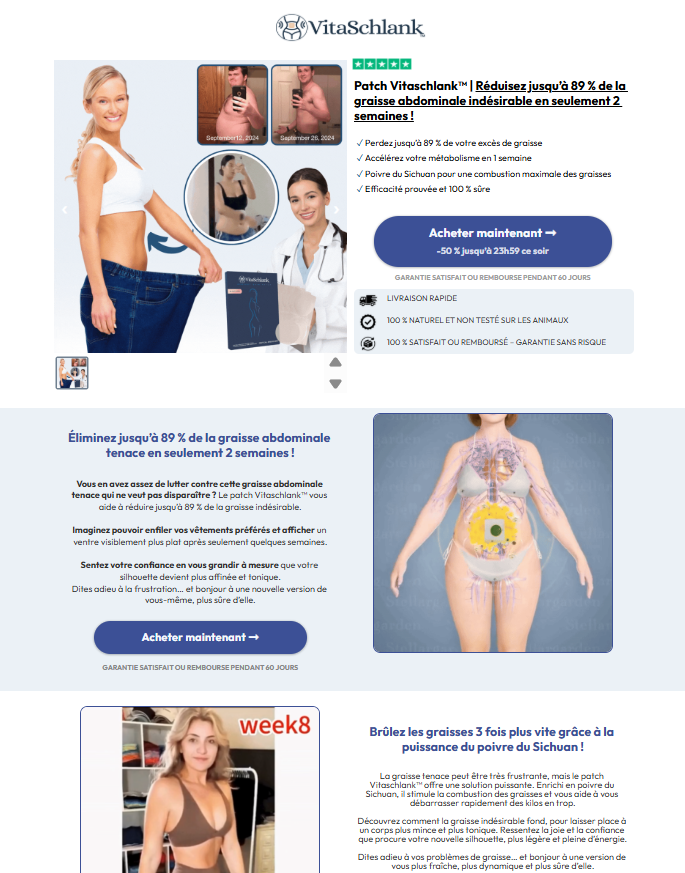 VitaSchlank
Patch Vitaschlank™ | Réduisez jusqu'à 89 % de la
graisse abdominale indésirable en seulement 2
semaines !
September12, 2024
September 26, 2024
✓ Perdez jusqu'à 89 % de votre excès de graisse
✓ Accélérez votre métabolisme en 1 semaine
✓ Poivre du Sichuan pour une combustion maximale des graisses
✓ Efficacité prouvée et 100 % sûre
Acheter maintenant ➞
-50 % jusqu'à 23h59 ce soir
GARANTIE SATISFAIT OU REMBOURSE PENDANT 60 JOURS
VitaSchlank
LIVRAISON RAPIDE
100 % NATUREL ET NON TESTÉ SUR LES ANIMAUX
100 % SATISFAIT OU REMBOURSÉ – GARANTIE SANS RISQUE
Éliminez jusqu'à 89 % de la graisse abdominale
tenace en seulement 2 semaines !
Vous en avez assez de lutter contre cette graisse abdominale
tenace qui ne veut pas disparaître ? Le patch Vitaschlank™ vous
aide à réduire jusqu'à 89 % de la graisse indésirable.
Imaginez pouvoir enfiler vos vêtements préférés et afficher un
ventre visiblement plus plat après seulement quelques semaines.
Sentez votre confiance en vous grandir à mesure que votre
silhouette devient plus affinée et tonique.
Dites adieu à la frustration… et bonjour à une nouvelle version de
vous-même, plus sûre d'elle.
Acheter maintenant ➞
GARANTIE SATISFAIT OU REMBOURSE PENDANT 60 JOURS
week8
Brûlez les graisses 3 fois plus vite grâce à la
puissance du poivre du Sichuan !
La graisse tenace peut être très frustrante, mais le patch
Vitaschlank™ offre une solution puissante. Enrichi en poivre du
Sichuan, il stimule la combustion des graisses et vous aide à vous
débarrasser rapidement des kilos en trop.
Découvrez comment la graisse indésirable fond, pour laisser place à
un corps plus mince et plus tonique. Ressentez la joie et la confiance
que procure votre nouvelle silhouette, plus légère et pleine d'énergie.
Dites adieu à vos problèmes de graisse… et bonjour à une version de
vous plus fraîche, plus dynamique et plus sûre d'elle.